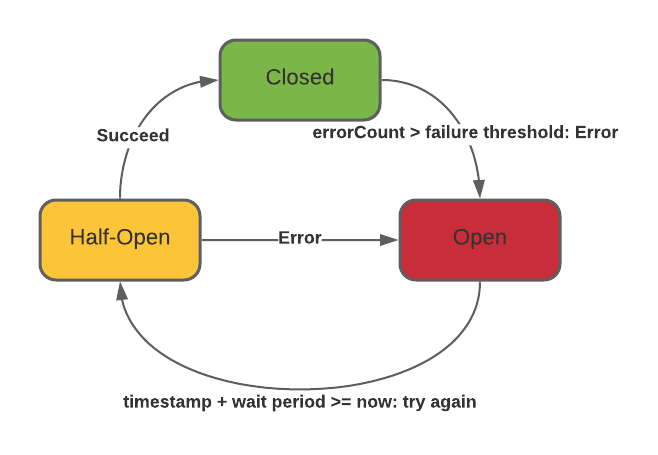 Closed
Succeed
errorCount > failure threshold: Error
Half-Open
Error
Open
timestamp + wait period >= now: try again